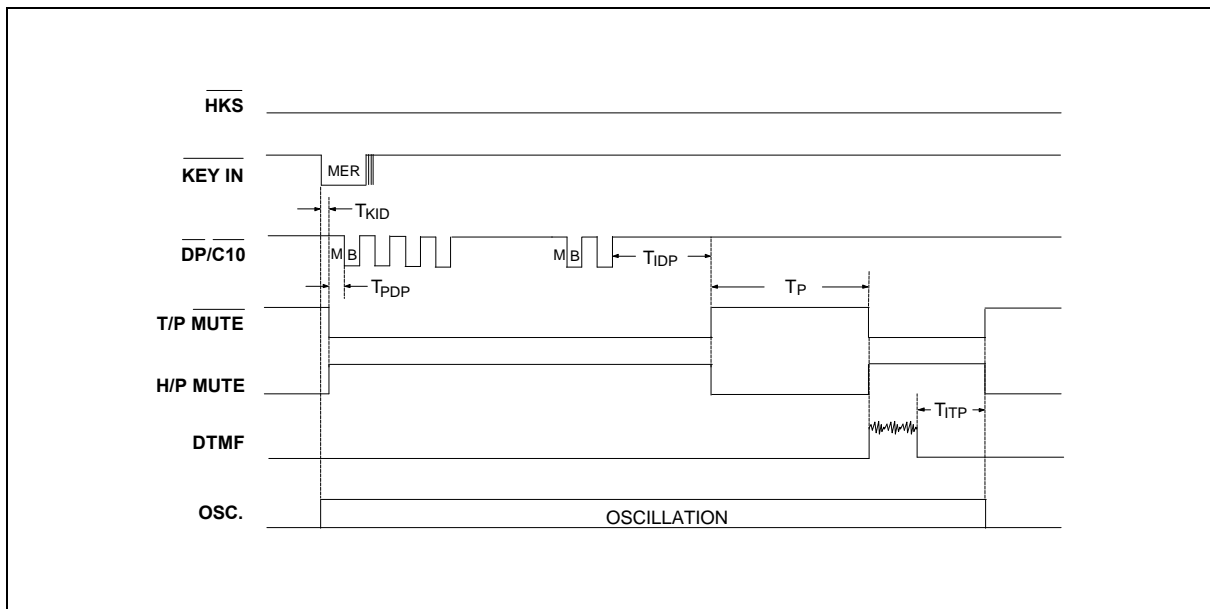 HKS
KEY IN
MER
TKID
DP/C10
M B
M B
TIDP
TPDP
TP
T/P MUTE
H/P MUTE
TITP
DTMF
OSC.
OSCILLATION